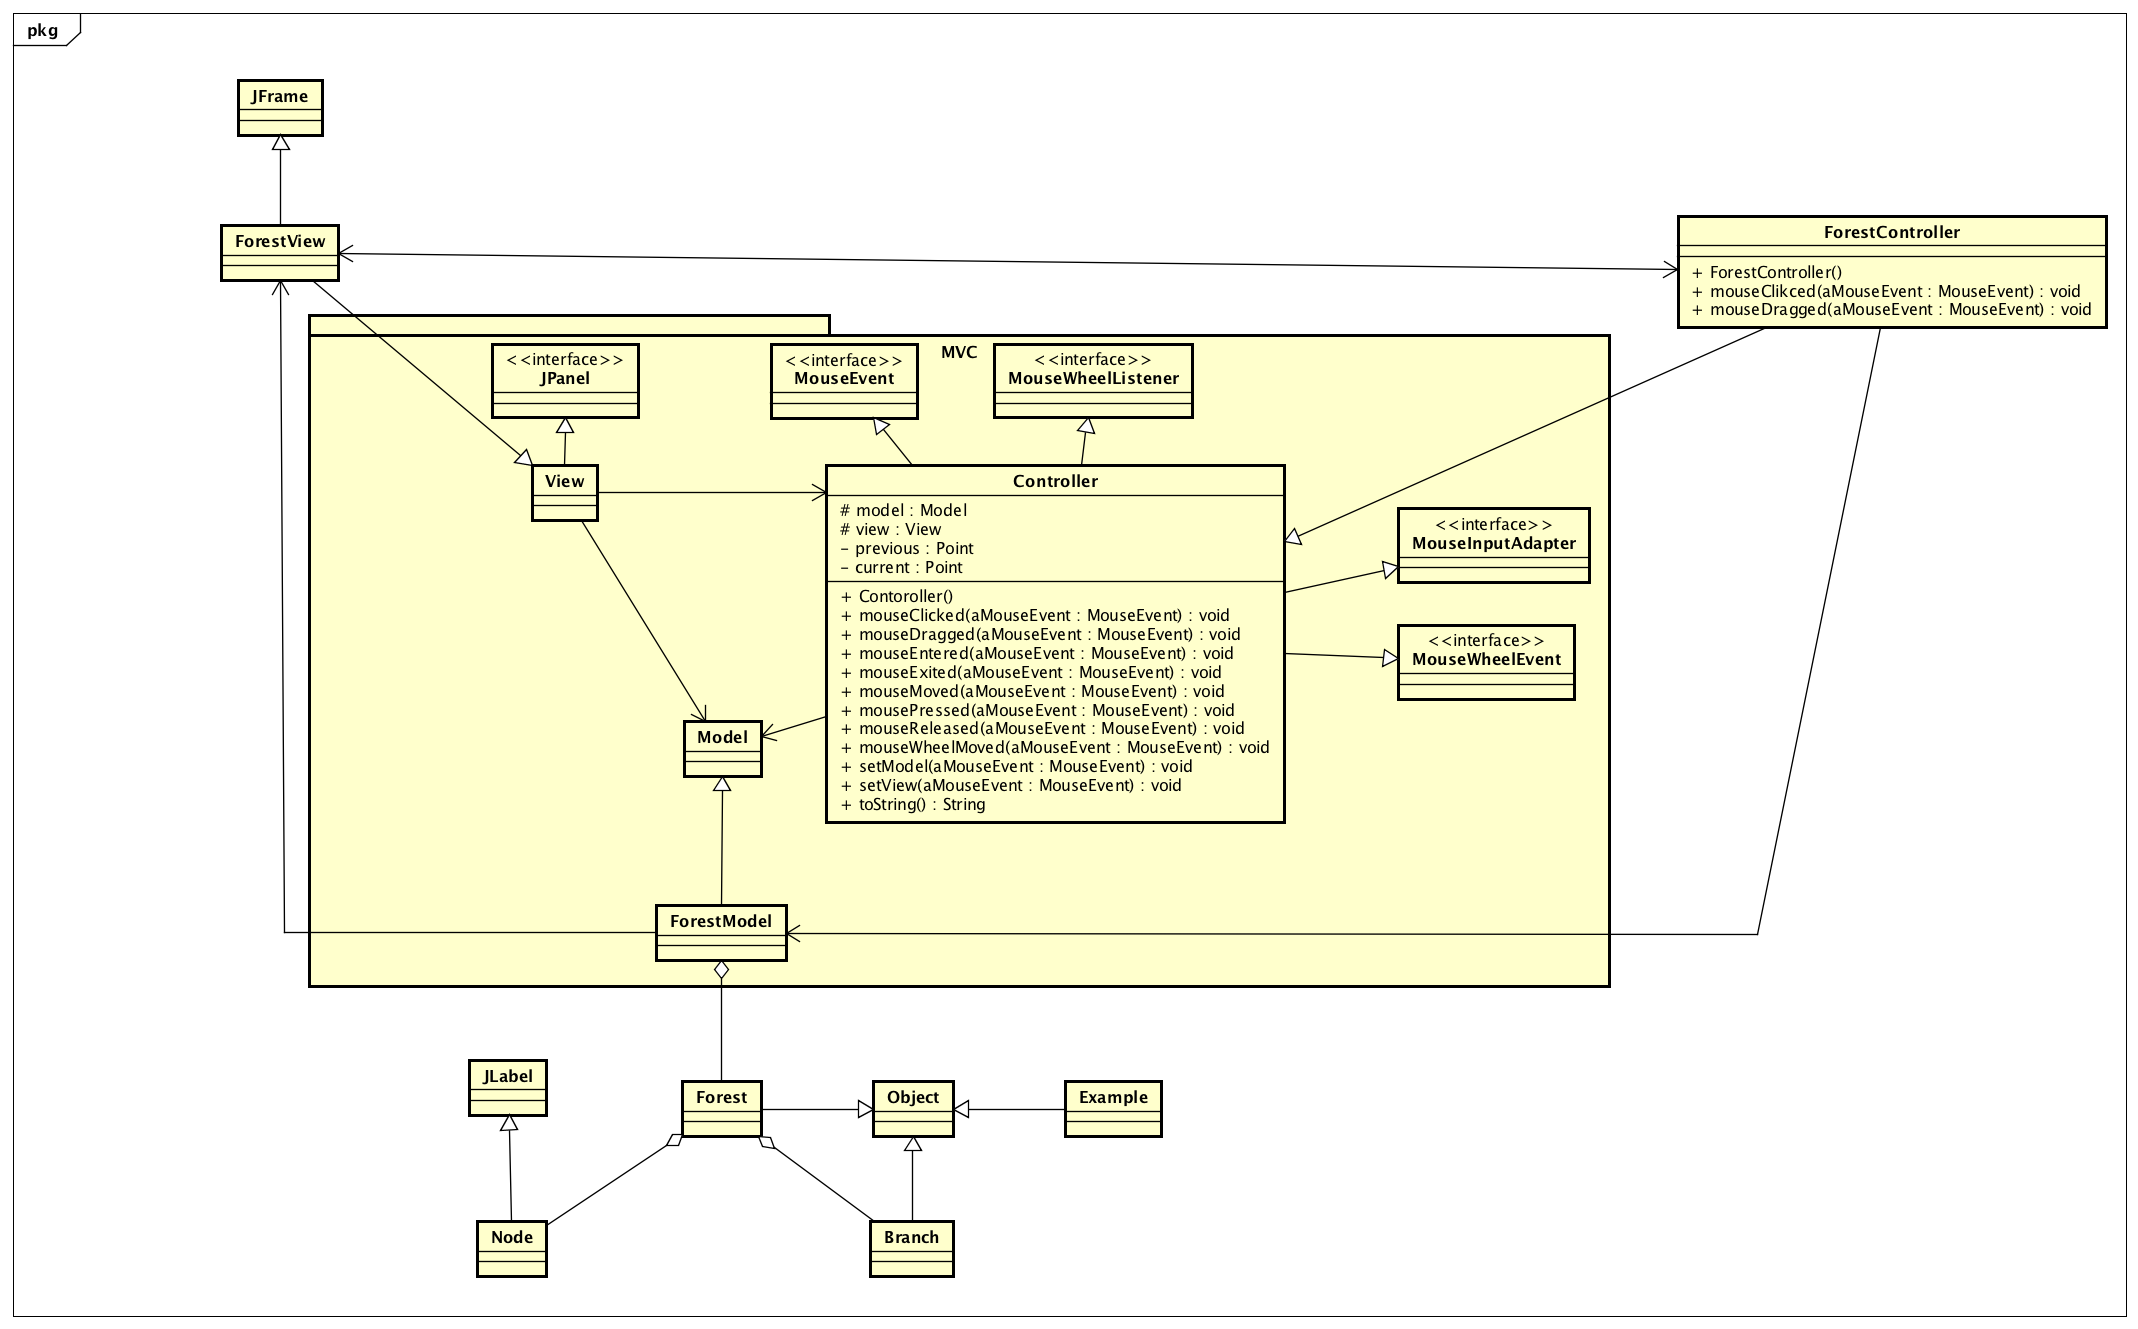 pkg
JFrame
ForestView
ForestController
+ ForestController()
+ mouseClikced(aMouseEvent : MouseEvent) : void
+ mouseDragged(aMouseEvent : MouseEvent) : void
MVC
<<interface>>
JPanel
<<interface>>
MouseEvent
<<interface>>
MouseWheelListener
View
Controller
# model : Model
# view : View
- previous : Point
- current : Point
+ Contoroller()
+ mouseClicked(aMouseEvent : MouseEvent) : void
+ mouseDragged(aMouseEvent : MouseEvent) : void
+ mouseEntered(aMouseEvent : MouseEvent) : void
+ mouseExited(aMouseEvent : MouseEvent) : void
+ mouseMoved(aMouseEvent : MouseEvent) : void
+ mousePressed(aMouseEvent : MouseEvent) : void
+ mouseReleased(aMouseEvent : MouseEvent) : void
+ mouseWheelMoved(aMouseEvent : MouseEvent) : void
+ setModel(aMouseEvent : MouseEvent) : void
+ setView(aMouseEvent : MouseEvent) : void
+ toString() : String
<<interface>>
MouseInputAdapter
<<interface>>
MouseWheelEvent
Model
ForestModel
JLabel
Forest
Object
Example
Node
Branch